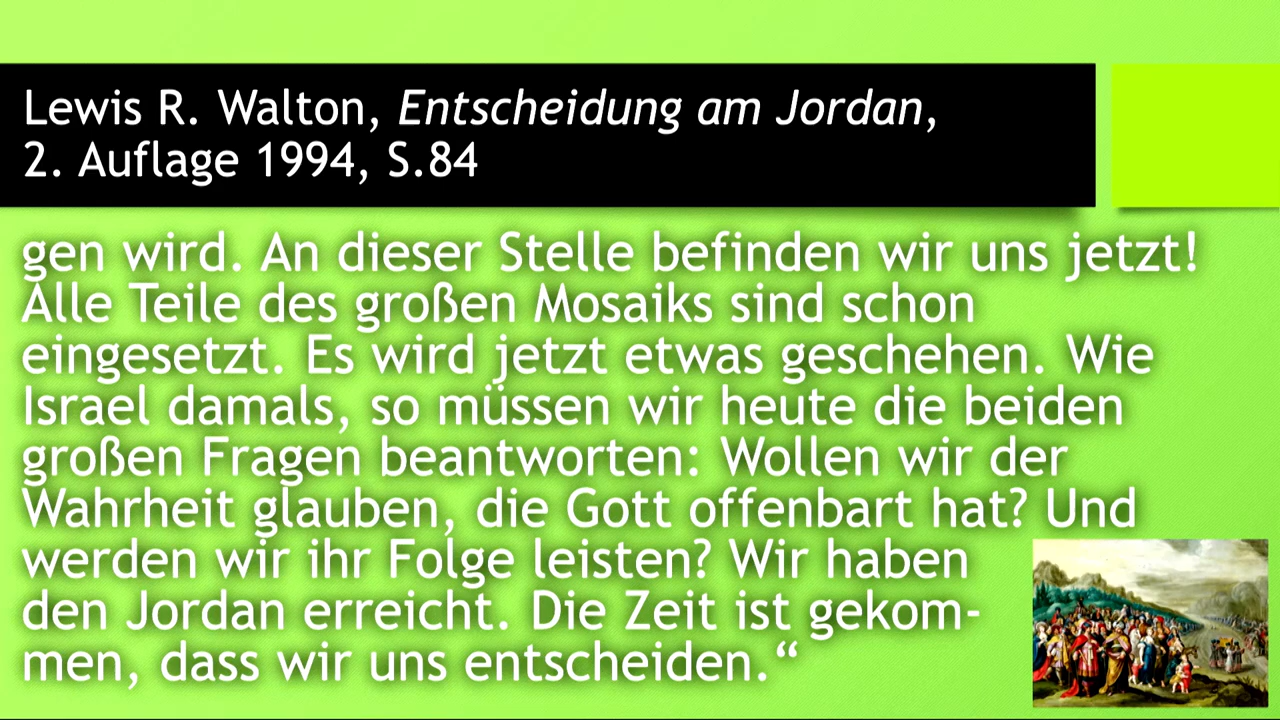 Lewis R. Walton, Entscheidung am Jordan,
2. Auflage 1994, S.84
gen wird. An dieser Stelle befinden wir uns jetzt!
Alle Teile des großen Mosaiks sind schon
eingesetzt. Es wird jetzt etwas geschehen. Wie
Israel damals, so müssen wir heute die beiden
großen Fragen beantworten: Wollen wir der
Wahrheit glauben, die Gott offenbart hat? Und
werden wir ihr Folge leisten? Wir haben
den Jordan erreicht. Die Zeit ist gekom-
men, dass wir uns entscheiden.“